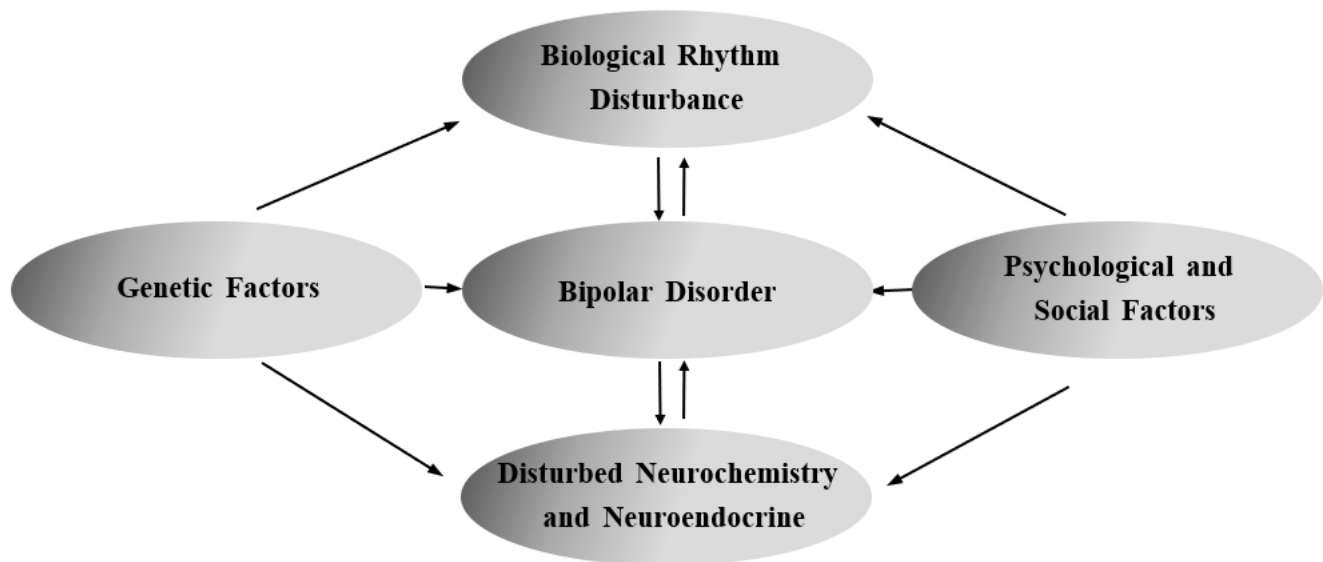 Biological Rhythm
Disturbance
Genetic Factors
Bipolar Disorder
Psychological and
Social Factors
Disturbed Neurochemistry
and Neuroendocrine